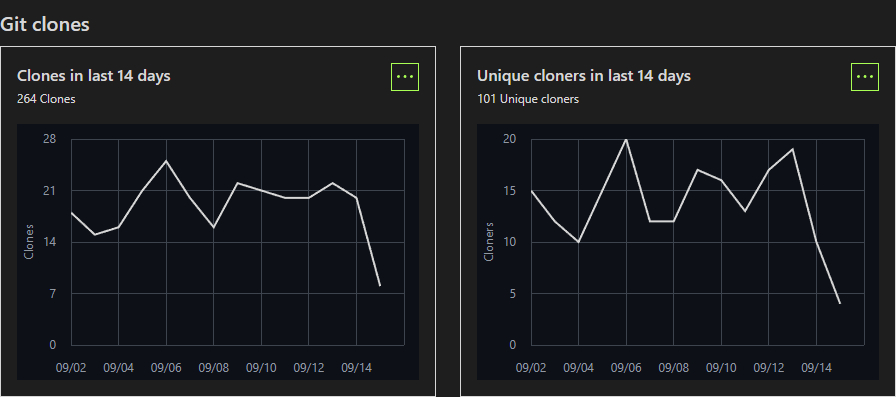 Git clones
Clones in last 14 days
264 Clones
28
21
14
7
0
Clones
09/02 09/04 09/06 09/08 09/10 09/12 09/14
Unique cloners in last 14 days
101 Unique cloners
20
15
10
5
0
Cloners
09/02 09/04 09/06 09/08 09/10 09/12 09/14